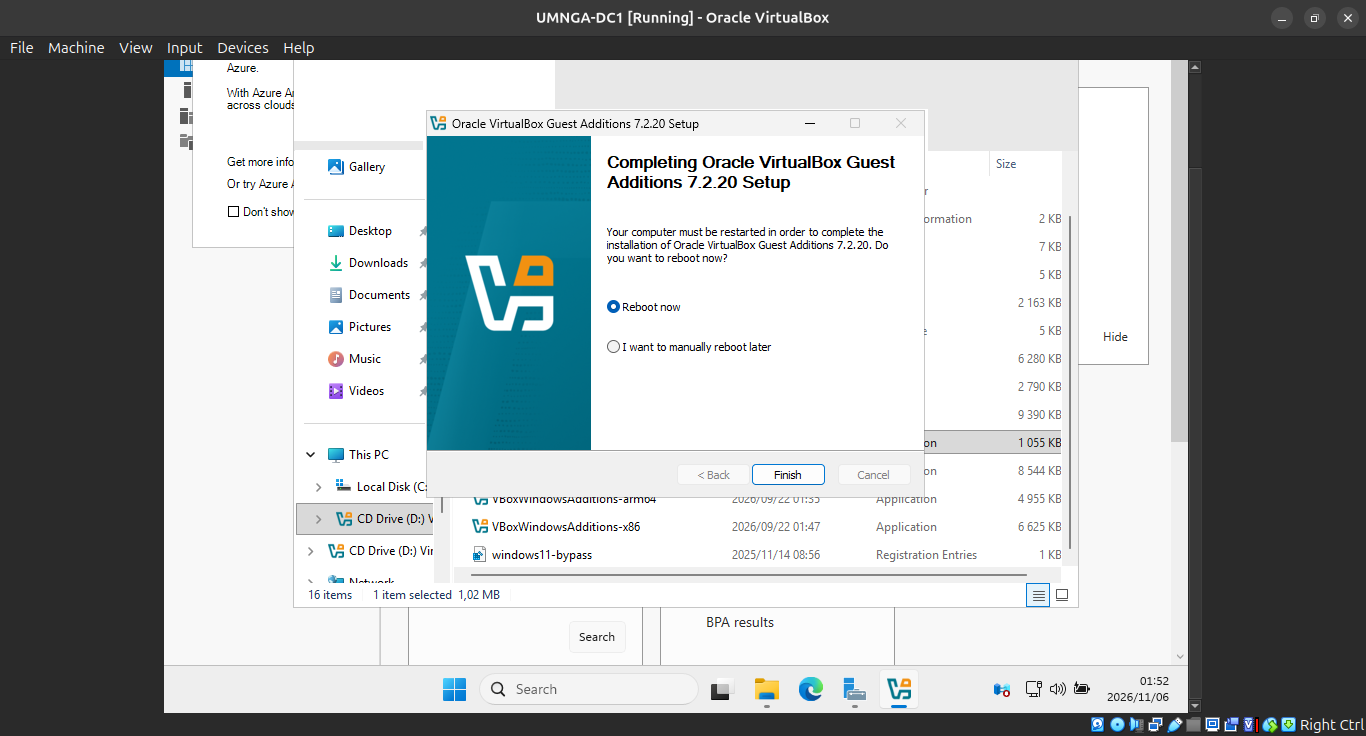 UMNGA-DC1 [Running] - Oracle VirtualBox
File Machine View Input Devices Help
Azure.
With Azure A
across clouds
Get more info
Or try Azure A
Don't show
Oracle VirtualBox Guest Additions 7.2.20 Setup
Completing Oracle VirtualBox Guest
Additions 7.2.20 Setup
Your computer must be restarted in order to complete the
installation of Oracle VirtualBox Guest Additions 7.2.20. Do
you want to reboot now?
Reboot now
I want to manually reboot later
< Back Finish Cancel
Gallery
Desktop
Downloads
Documents
Pictures
Music
Videos
This PC
Local Disk (C:
CD Drive (D:) V
CD Drive (D:) Vir
Network
Size
ormation 2 KB
7 KB
5 KB
2 163 KB
5 KB
6 280 KB
2 790 KB
9 390 KB
on 1 055 KB
on 8 544 KB
VBoxWindowsAdditions-arm64 2026/09/22 01:35 Application 4 955 KB
VBoxWindowsAdditions-x86 2026/09/22 01:47 Application 6 625 KB
windows11-bypass 2025/11/14 08:56 Registration Entries 1 KB
16 items 1 item selected 1,02 MB
Hide
Search
BPA results
Search
01:52
2026/11/06
Right Ctrl